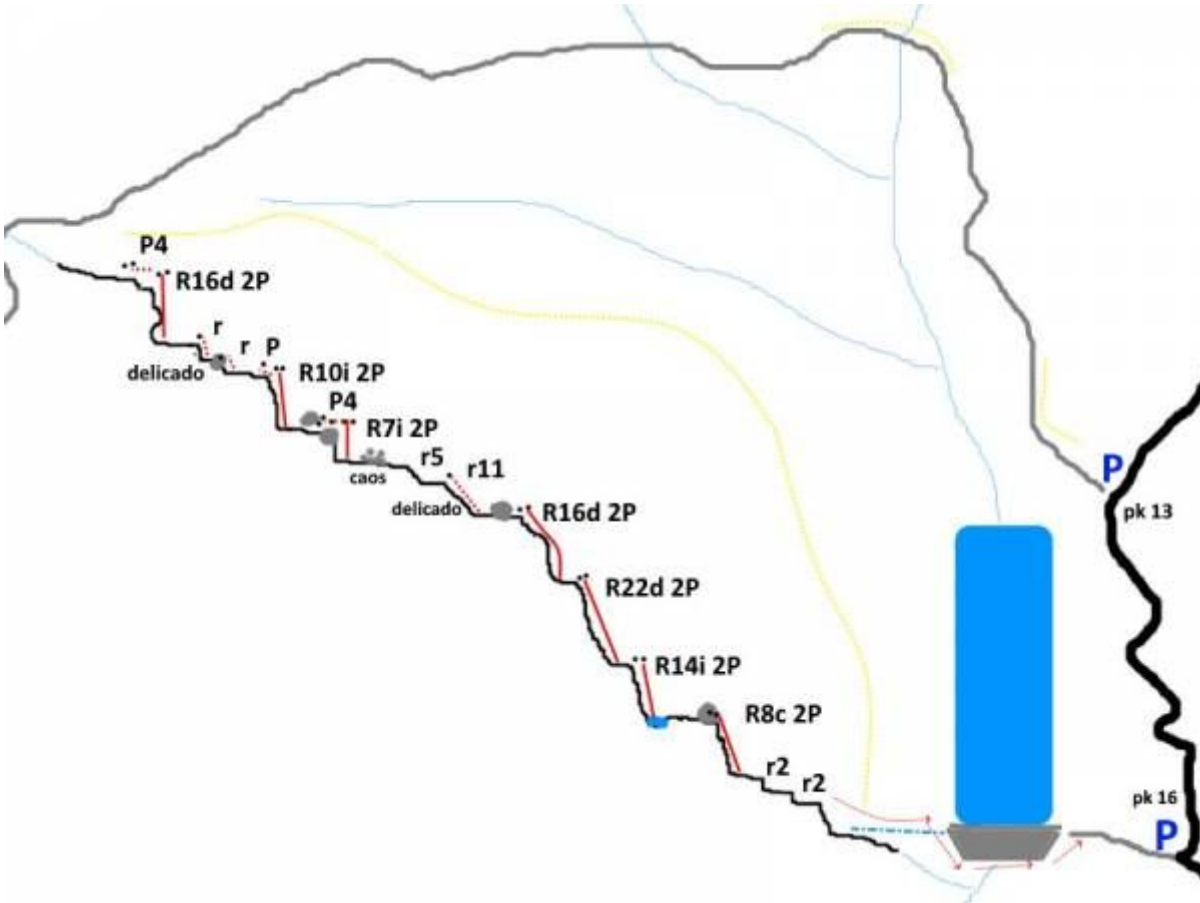 P4
R16d 2P
r
r
P
delicado
R10i 2P
P4
R7i 2P
caos
r5
r11
delicado
R16d 2P
R22d 2P
R14i 2P
R8c 2P
r2
r2
P
pk 13
pk 16
P